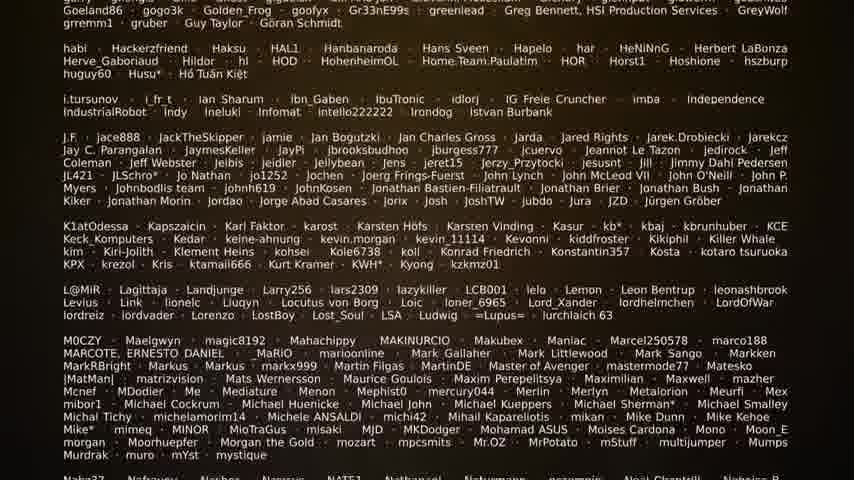 Goeland86 · gogo3k · Golden_Frog · goofyx · Gr33nE99s · greenlead · Greg Bennett, HSI Production Services · GreyWolf
grremm1 · gruber · Guy Taylor · Göran Schmidt
habi · Hackerzfriend · Haksu · HAL1 · Hanbanaroda · Hans Sveen · Hapelo · har · HeNiNnG · Herbert LaBonza
Herve_Gaboriaud · Hildor · hl · HOD · HohenheimOL · Home.Team.Paulatim · HOR · Horst1 · Hoshione · hszburp
huguy60 · Husu* · Hồ Tuấn Kiệt
i.tursunov · i_fr_t · Ian Sharum · ibn_Gaben · IbuTronic · idlorj · IG Freie Cruncher · imba · Independence
IndustrialRobot · Indy · Ineluki · Infomat · intello222222 · Irondog · Istvan Burbank
J.F. · jace888 · JackTheSkipper · jamie · Jan Bogutzki · Jan Charles Gross · Jarda · Jared Rights · Jarek.Drobiecki · Jarekcz
Jay C. Parangalan · JaymesKeller · JayPi · jbrooksbudhoo · jburgess777 · jcuervo · Jeannot Le Tazon · jedirock · Jeff
Coleman · Jeff Webster · Jeibis · jeidler · Jellybean · Jens · jeret15 · Jerzy_Przytocki · jesusnt · Jill · Jimmy Dahl Pedersen
JL421 · JLSchro* · Jo Nathan · jo1252 · Jochen · Joerg Frings-Fuerst · John Lynch · John McLeod VII · John O'Neill · John P.
Myers · Johnbodlis team · johnh619 · JohnKosen · Jonathan Bastien-Filiatrault · Jonathan Brier · Jonathan Bush · Jonathan
Kiker · Jonathan Morin · Jordao · Jorge Abad Casares · Jorix · Josh · JoshTW · Jubdo · Jura · JZD · Jürgen Gröber
K1atOdessa · Kapszaicin · Karl Faktor · karost · Karsten Höfs · Karsten Vinding · Kasur · kb* · kbaj · kbrunhuber · KCE
Keck_Komputers · Kedar · keine-ahnung · kevin.morgan · kevin_11114 · Kevonni · kiddfroster · Kikiphil · Killer Whale
kim · Kiri-Jolith · Klement Heins · kohsei · Kole6738 · koll · Konrad Friedrich · Konstantin357 · Kosta · kotaro tsuruoka
KPX · krezol · Kris · ktamail666 · Kurt Kramer · KWH* · Kyong · kzkmz01
L@MiR · Lagittaja · Landjunge · Larry256 · lars2309 · lazykiller · LCB001 · lelo · Lemon · Leon Bentrup · leonashbrook
Levius · Link · lionelc · Liuqyn · Locutus von Borg · Loic · loner_6965 · Lord_Xander · lordhelmchen · LordOfWar
lordreiz · lordvader · Lorenzo · LostBoy · Lost_Soul · LSA · Ludwig · =Lupus= · lurchlaich 63
M0CZY · Maelgwyn · magic8192 · Mahachippy · MAKINURCIO · Makubex · Maniac · Marcel250578 · marco188
MARCOTE, ERNESTO DANIEL · _MaRiO · marioonline · Mark Gallaher · Mark Littlewood · Mark Sango · Markken
MarkRBright · Markus · Markus · markx999 · Martin Filgas · MartinDE · Master of Avenger · mastermode77 · Matesko
|MatMan| · matrizvision · Mats Wernersson · Maurice Goulois · Maxim Perepelitsya · Maximilian · Maxwell · mazher
Mcnef · MDodier · Me · Mediature · Menon · Mephist0 · mercury044 · Merlin · Merlyn · Metalorion · Meurfi · Mex
mibor1 · Michael Cockrum · Michael Huenicke · Michael John · Michael Kueppers · Michael Sherman* · Michael Smalley
Michal Tichy · michelamorim14 · Michele ANSALDI · michi42 · Mihail Kapareliotis · mikan · Mike Dunn · Mike Kehoe
Mike* · mimeq · MINOR · MioTraGus · misaki · MJD · MKDodger · Mohamad ASUS · Moises Cardona · Mono · Moon_E
morgan · Moorhuepfer · Morgan the Gold · mozart · mpcsmits · Mr.OZ · MrPotato · mStuff · multijumper · Mumps
Murdrak · muro · mYst · mystique